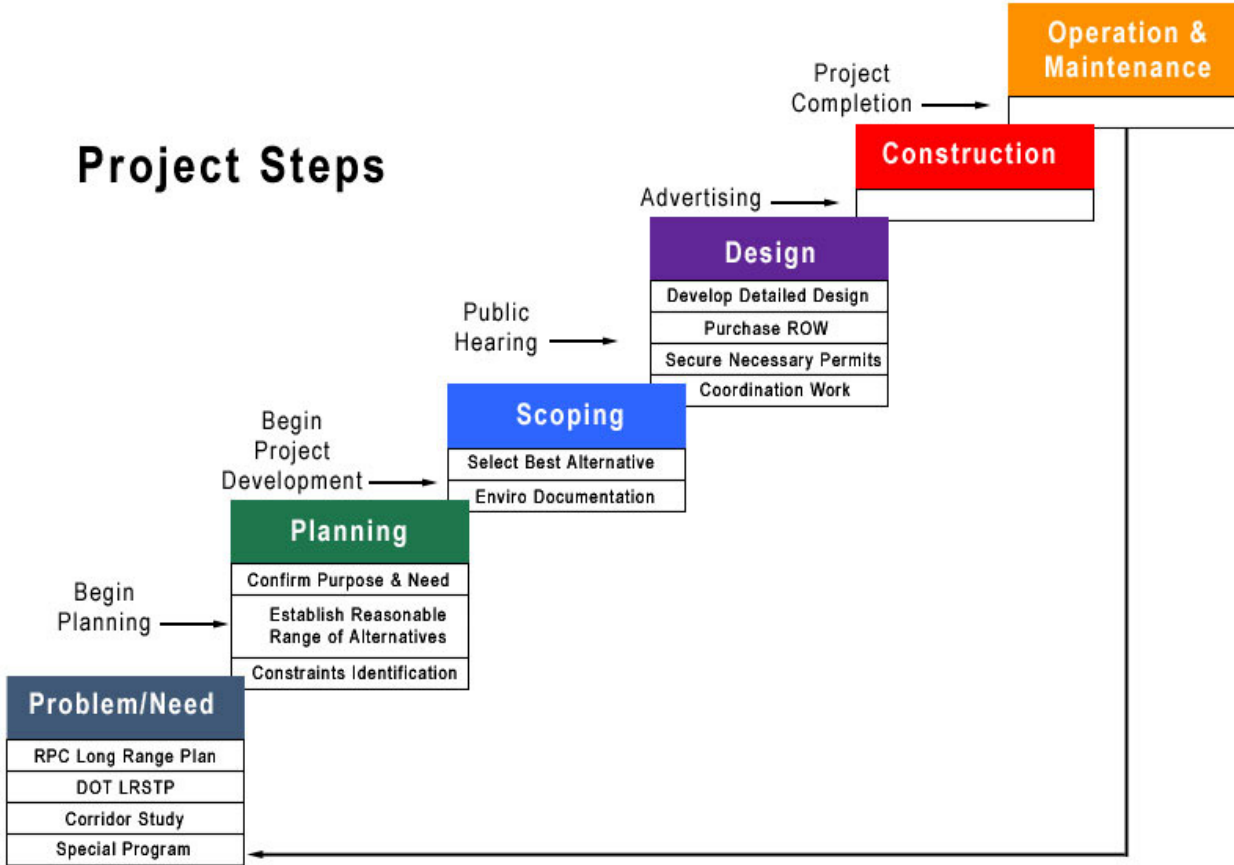 Operation &
Maintenance
Project
Completion
Project Steps
Construction
Advertising
Design
Develop Detailed Design
Purchase ROW
Secure Necessary Permits
Coordination Work
Public
Hearing
Scoping
Select Best Alternative
Enviro Documentation
Begin
Project
Development
Planning
Confirm Purpose & Need
Establish Reasonable
Range of Alternatives
Constraints Identification
Begin
Planning
Problem/Need
RPC Long Range Plan
DOT LRSTP
Corridor Study
Special Program